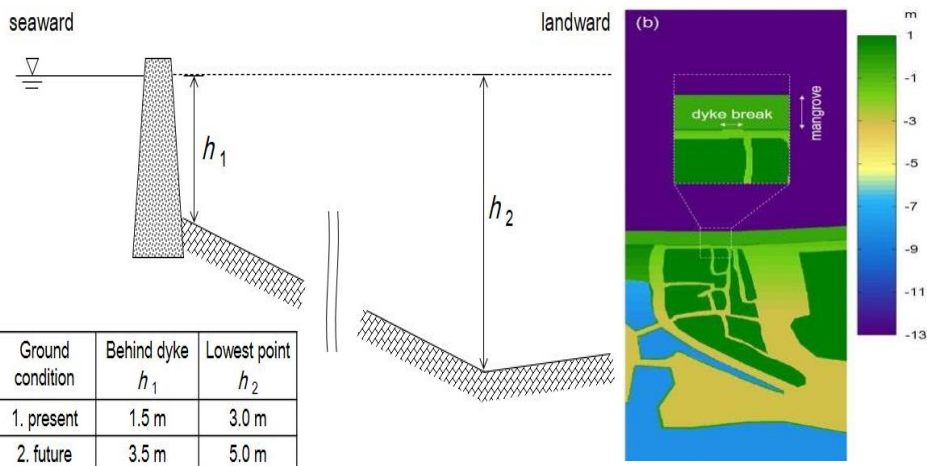 seaward
landward
h1
h2
Ground condition | Behind dyke h1 | Lowest point h2
1. present | 1.5 m | 3.0 m
2. future | 3.5 m | 5.0 m
(b)
dyke break
mangrove
m
1
-1
-3
-5
-7
-9
-11
-13